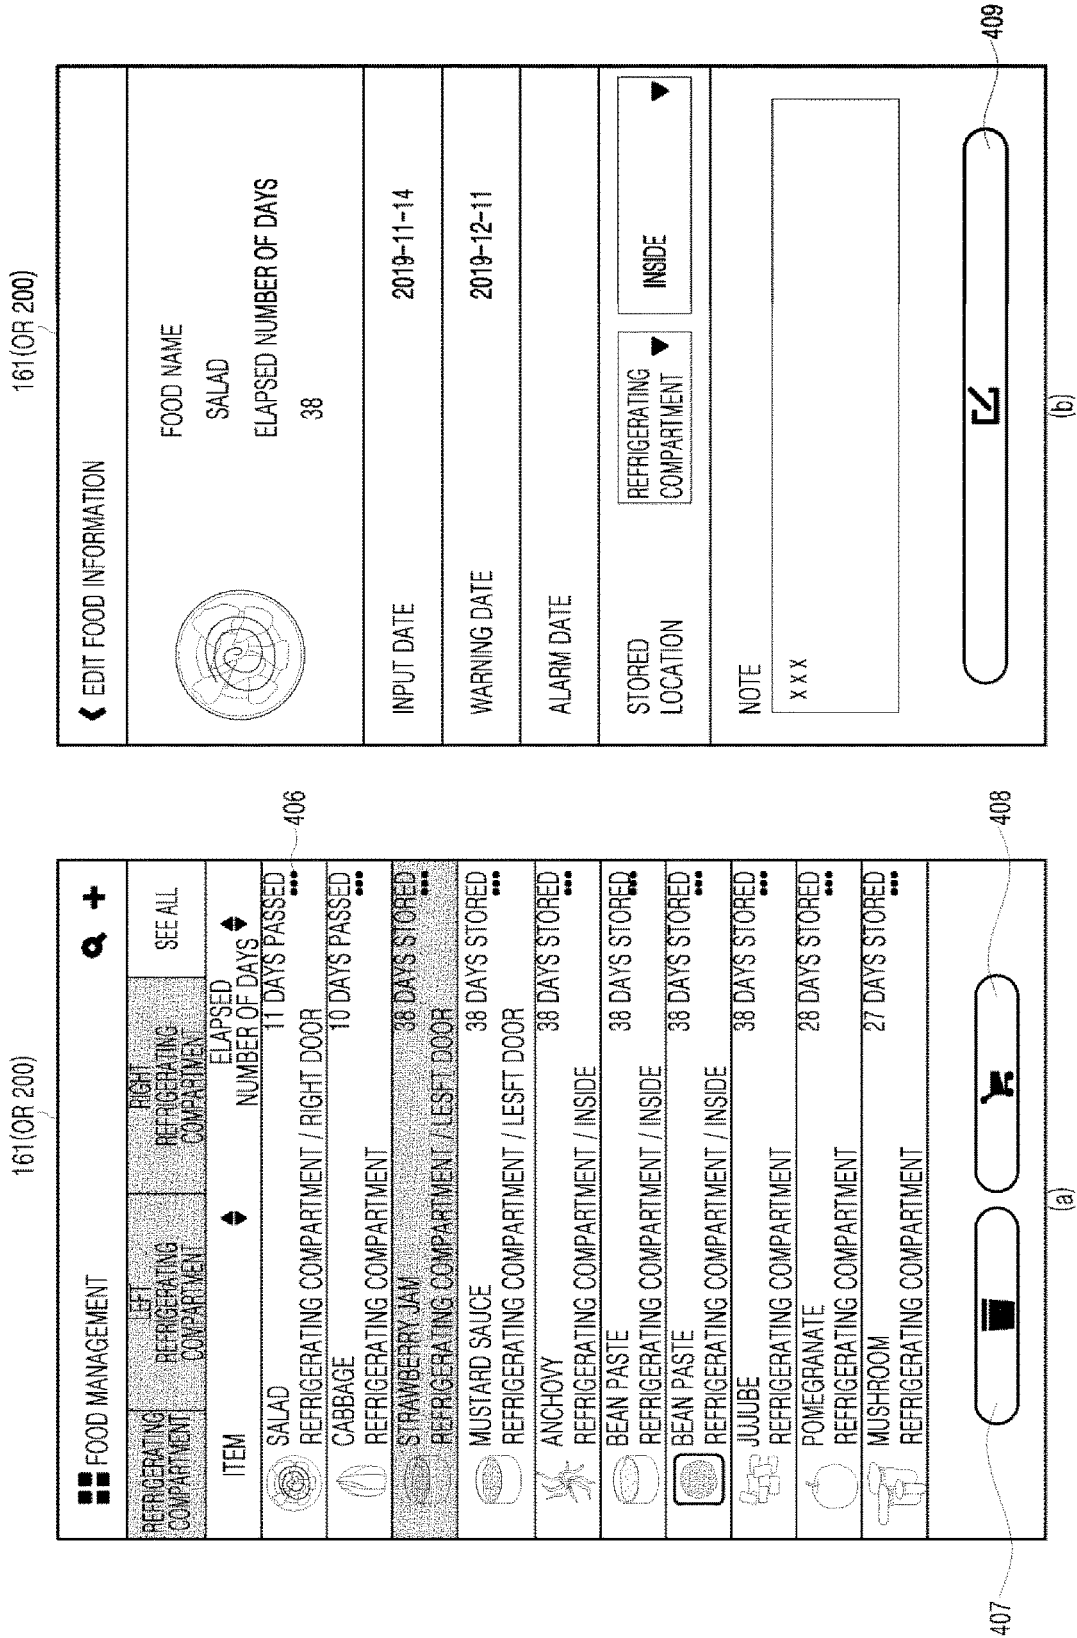 161(OR 200)
FOOD MANAGEMENT
REFRIGERATING
COMPARTMENT
LEFT
REFRIGERATING
COMPARTMENT
RIGHT
REFRIGERATING
COMPARTMENT
SEE ALL
ITEM
ELAPSED
NUMBER OF DAYS
SALAD
11 DAYS PASSED
REFRIGERATING COMPARTMENT / RIGHT DOOR
406
CABBAGE
10 DAYS PASSED
REFRIGERATING COMPARTMENT
STRAWBERRY JAM
38 DAYS STORED
REFRIGERATING COMPARTMENT / LESFT DOOR
MUSTARD SAUCE
38 DAYS STORED
REFRIGERATING COMPARTMENT / LESFT DOOR
ANCHOVY
38 DAYS STORED
REFRIGERATING COMPARTMENT / INSIDE
BEAN PASTE
38 DAYS STORED
REFRIGERATING COMPARTMENT / INSIDE
BEAN PASTE
38 DAYS STORED
REFRIGERATING COMPARTMENT / INSIDE
JUJUBE
38 DAYS STORED
REFRIGERATING COMPARTMENT
POMEGRANATE
28 DAYS STORED
REFRIGERATING COMPARTMENT
MUSHROOM
27 DAYS STORED
REFRIGERATING COMPARTMENT
407
408
(a)
161(OR 200)
EDIT FOOD INFORMATION
FOOD NAME
SALAD
ELAPSED NUMBER OF DAYS
38
INPUT DATE
2019-11-14
WARNING DATE
2019-12-11
ALARM DATE
STORED
LOCATION
REFRIGERATING
COMPARTMENT
INSIDE
NOTE
XXX
409
(b)